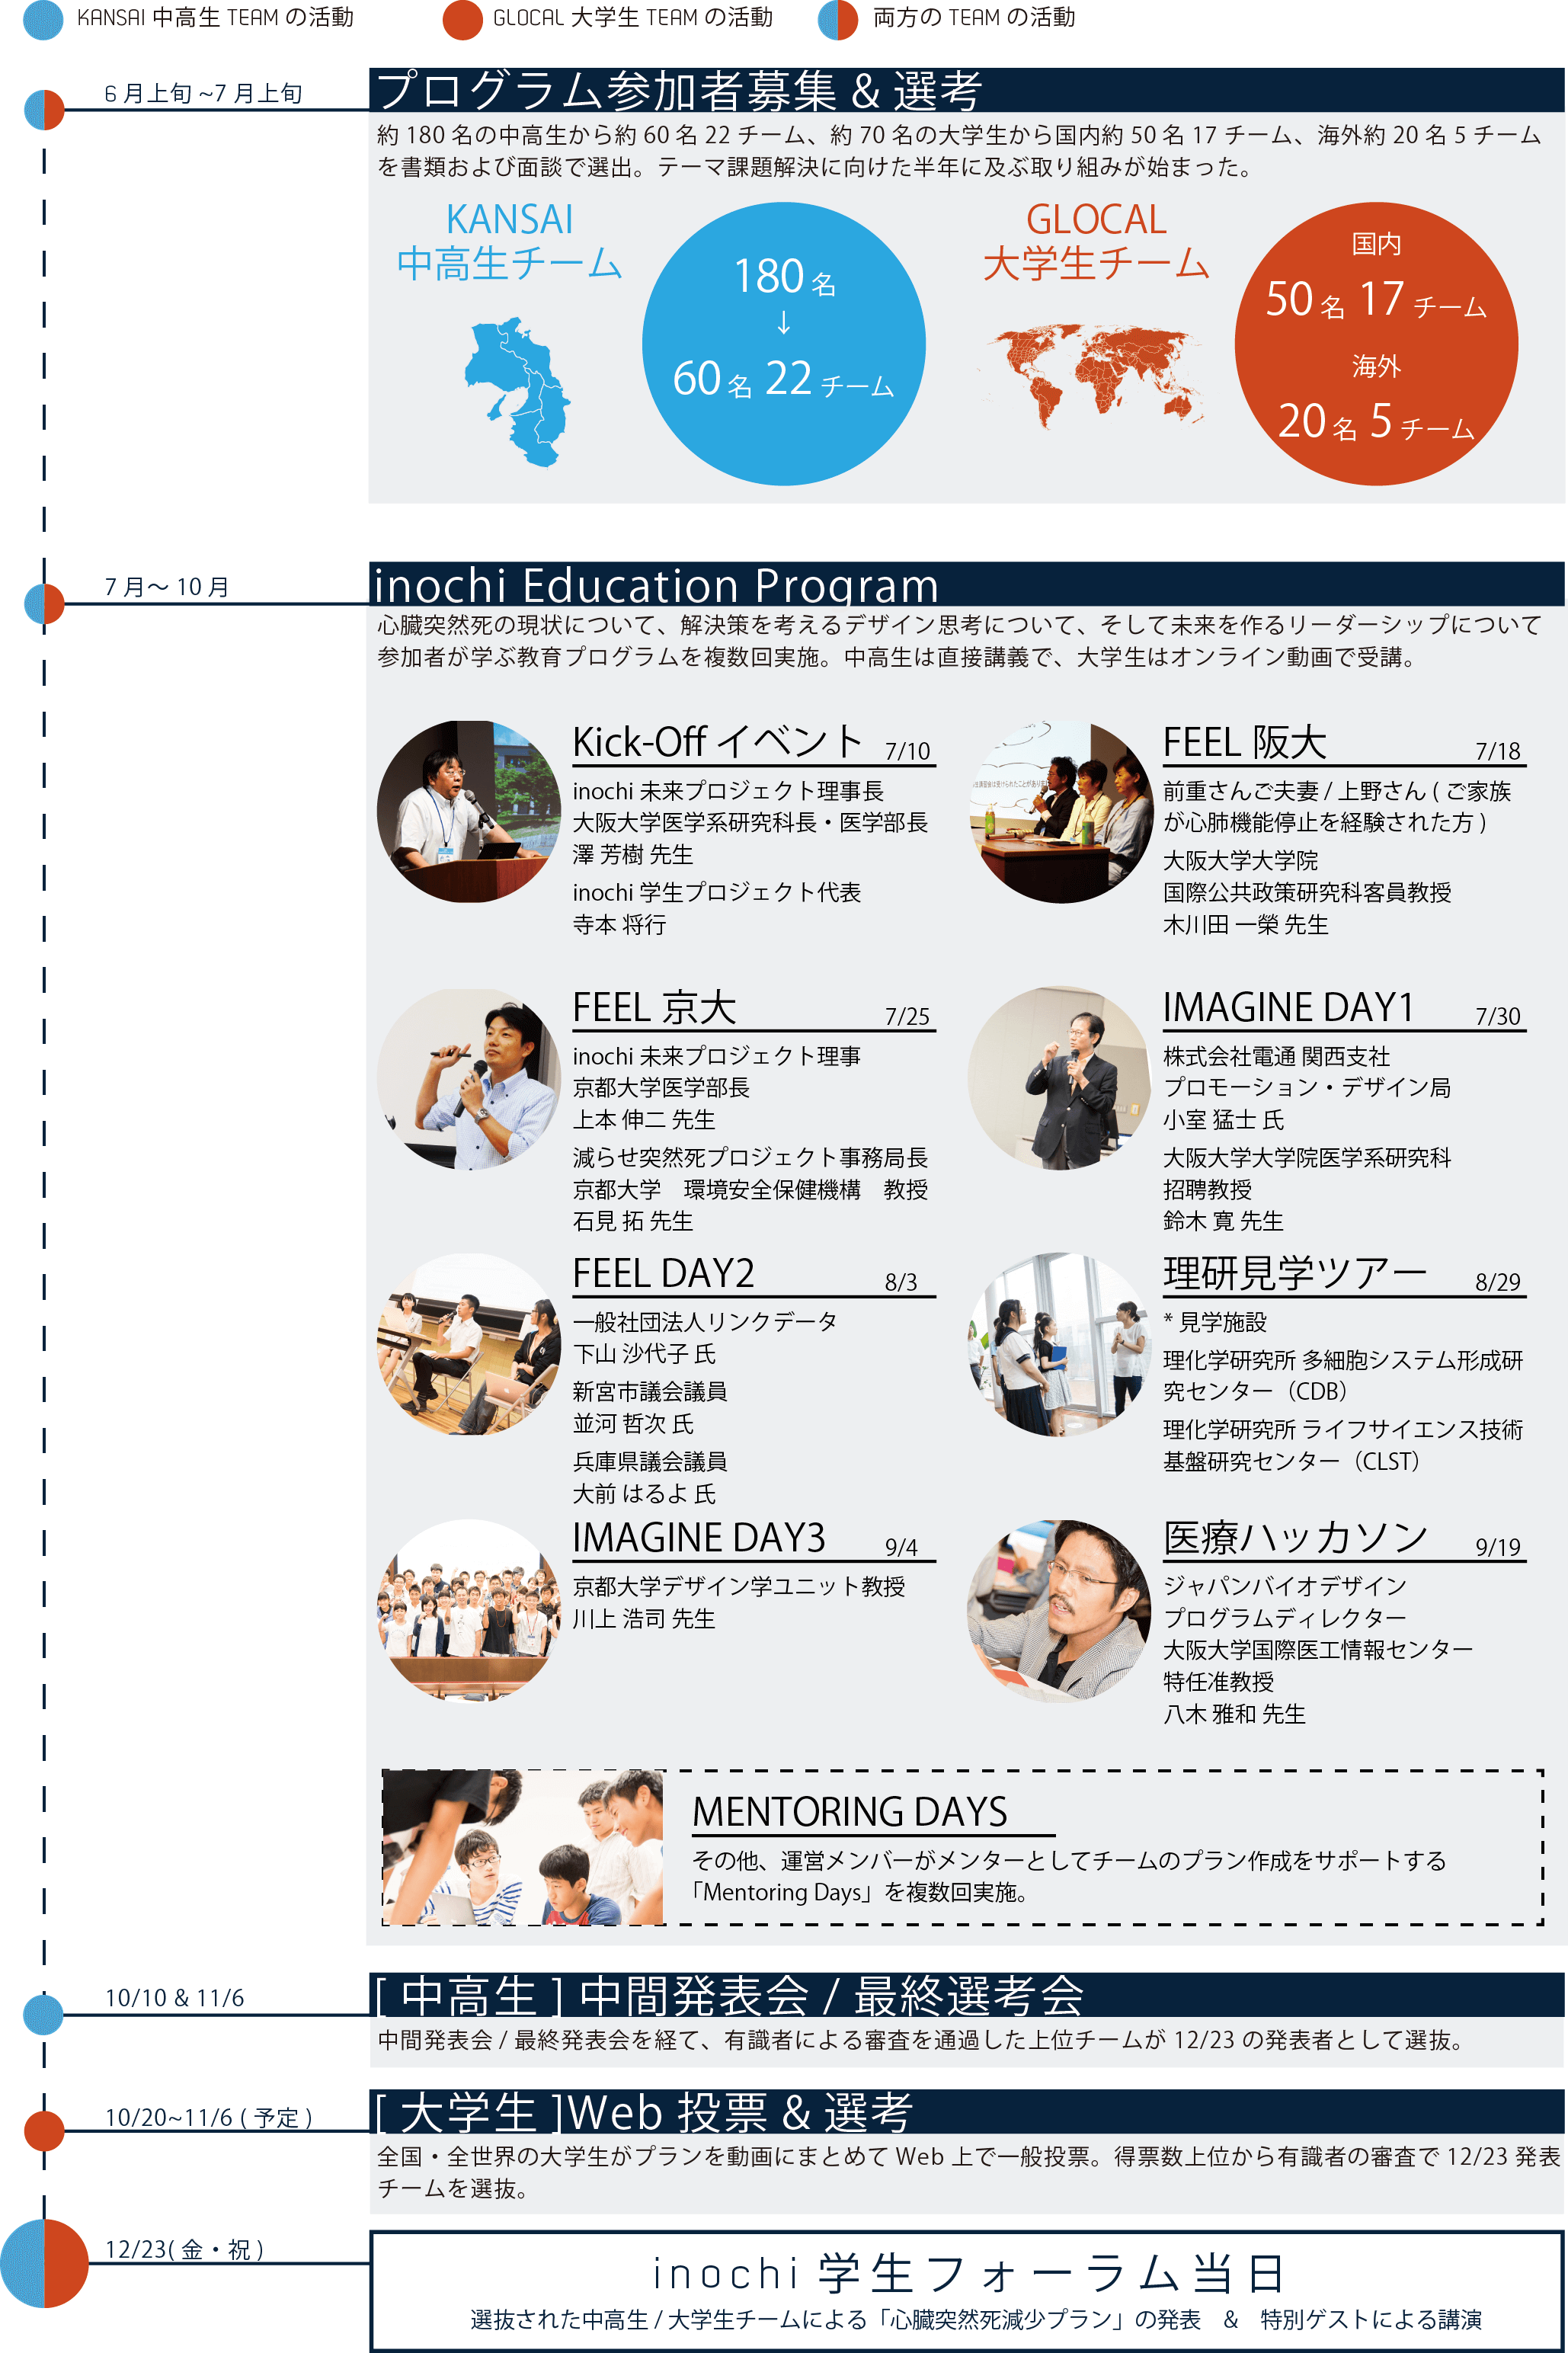 KANSAI 中高生 TEAM の活動
GLOCAL 大学生 TEAM の活動
両方の TEAM の活動
6 月上旬 ~7 月上旬
プログラム参加者募集 & 選考
約 180 名の中高生から約 60 名 22 チーム、約 70 名の大学生から国内約 50 名 17 チーム、海外約 20 名 5 チーム
を書類および面談で選出。テーマ課題解決に向けた半年に及ぶ取り組みが始まった。
KANSAI
中高生チーム
180 名
↓
60 名 22 チーム
GLOCAL
大学生チーム
国内
50 名 17 チーム
海外
20 名 5 チーム
7 月〜 10 月
inochi Education Program
心臓突然死の現状について、解決策を考えるデザイン思考について、そして未来を作るリーダーシップについて
参加者が学ぶ教育プログラムを複数回実施。中高生は直接講義で、大学生はオンライン動画で受講。
Kick-Off イベント 7/10
inochi 未来プロジェクト理事長
大阪大学医学系研究科長・医学部長
澤 芳樹 先生
inochi 学生プロジェクト代表
寺本 将行
FEEL 阪大 7/18
前重さんご夫妻 / 上野さん ( ご家族
が心肺機能停止を経験された方 )
大阪大学大学院
国際公共政策研究科客員教授
木川田 一榮 先生
FEEL 京大 7/25
inochi 未来プロジェクト理事
京都大学医学部長
上本 伸二 先生
減らせ突然死プロジェクト事務局長
京都大学　環境安全保健機構　教授
石見 拓 先生
IMAGINE DAY1 7/30
株式会社電通 関西支社
プロモーション・デザイン局
小室 猛士 氏
大阪大学大学院医学系研究科
招聘教授
鈴木 寛 先生
FEEL DAY2 8/3
一般社団法人リンクデータ
下山 沙代子 氏
新宮市議会議員
並河 哲次 氏
兵庫県議会議員
大前 はるよ 氏
理研見学ツアー 8/29
* 見学施設
理化学研究所 多細胞システム形成研
究センター（CDB）
理化学研究所 ライフサイエンス技術
基盤研究センター（CLST）
IMAGINE DAY3 9/4
京都大学デザイン学ユニット教授
川上 浩司 先生
医療ハッカソン 9/19
ジャパンバイオデザイン
プログラムディレクター
大阪大学国際医工情報センター
特任准教授
八木 雅和 先生
MENTORING DAYS
その他、運営メンバーがメンターとしてチームのプラン作成をサポートする
「Mentoring Days」を複数回実施。
10/10 & 11/6
[ 中高生 ] 中間発表会 / 最終選考会
中間発表会 / 最終発表会を経て、有識者による審査を通過した上位チームが 12/23 の発表者として選抜。
10/20~11/6 ( 予定 )
[ 大学生 ]Web 投票 & 選考
全国・全世界の大学生がプランを動画にまとめて Web 上で一般投票。得票数上位から有識者の審査で 12/23 発表
チームを選抜。
12/23( 金・祝 )
inochi 学生フォーラム当日
選抜された中高生 / 大学生チームによる「心臓突然死減少プラン」の発表　&　特別ゲストによる講演